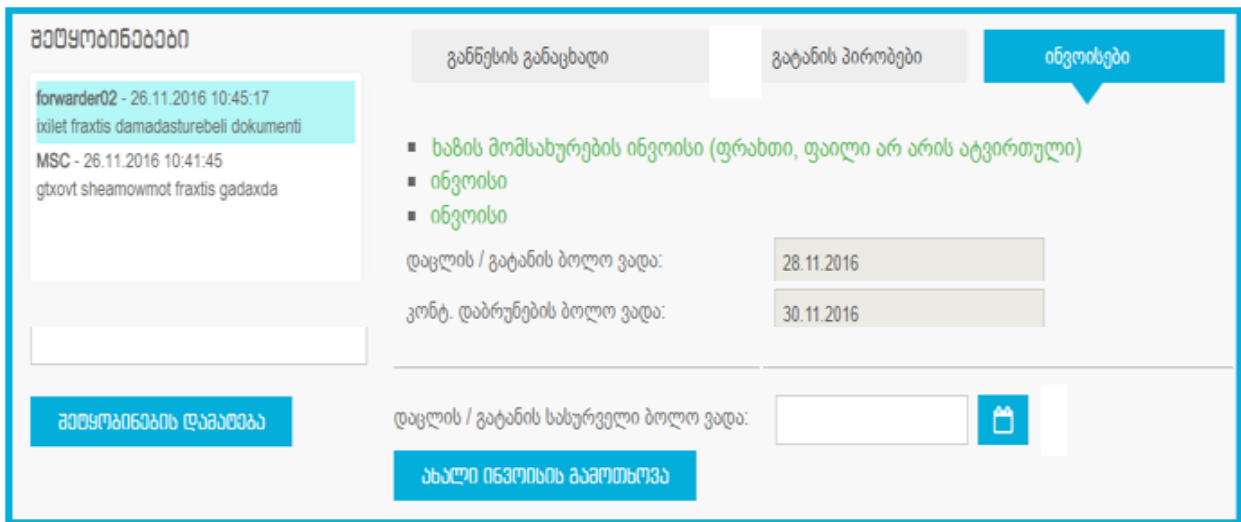 შეტყობინებები
forwarder02 - 26.11.2016 10:45:17
ixilet fraxtis damadasturebeli dokumenti
MSC - 26.11.2016 10:41:45
gtxovt sheamowmot fraxtis gadaxda
შეტყობინების დამატება
განწესის განაცხადი
გატანის პირობები
ინვოისები
ხაზის მომსახურების ინვოისი (ფრახთი, ფაილი არ არის ატვირთული)
ინვოისი
ინვოისი
დაცლის / გატანის ბოლო ვადა: 28.11.2016
კონტ. დაბრუნების ბოლო ვადა: 30.11.2016
დაცლის / გატანის სასურველი ბოლო ვადა:
ახალი ინვოისის გამოთხოვა